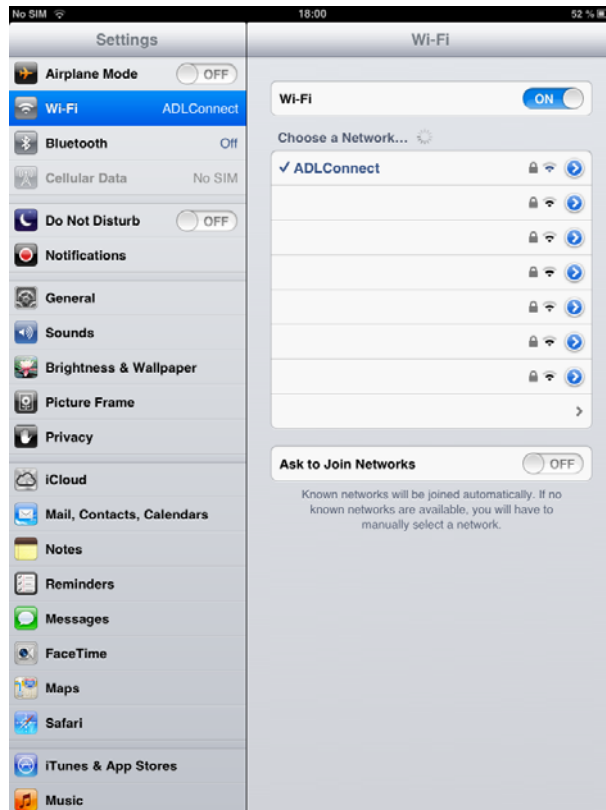 No SIM
18:00
52 %
Settings
Airplane Mode OFF
Wi-Fi ADLConnect
Bluetooth Off
Cellular Data No SIM
Do Not Disturb OFF
Notifications
General
Sounds
Brightness & Wallpaper
Picture Frame
Privacy
iCloud
Mail, Contacts, Calendars
Notes
Reminders
Messages
FaceTime
Maps
Safari
iTunes & App Stores
Music
Wi-Fi
Wi-Fi ON
Choose a Network...
✓ ADLConnect
Ask to Join Networks OFF
Known networks will be joined automatically. If no
known networks are available, you will have to
manually select a network.